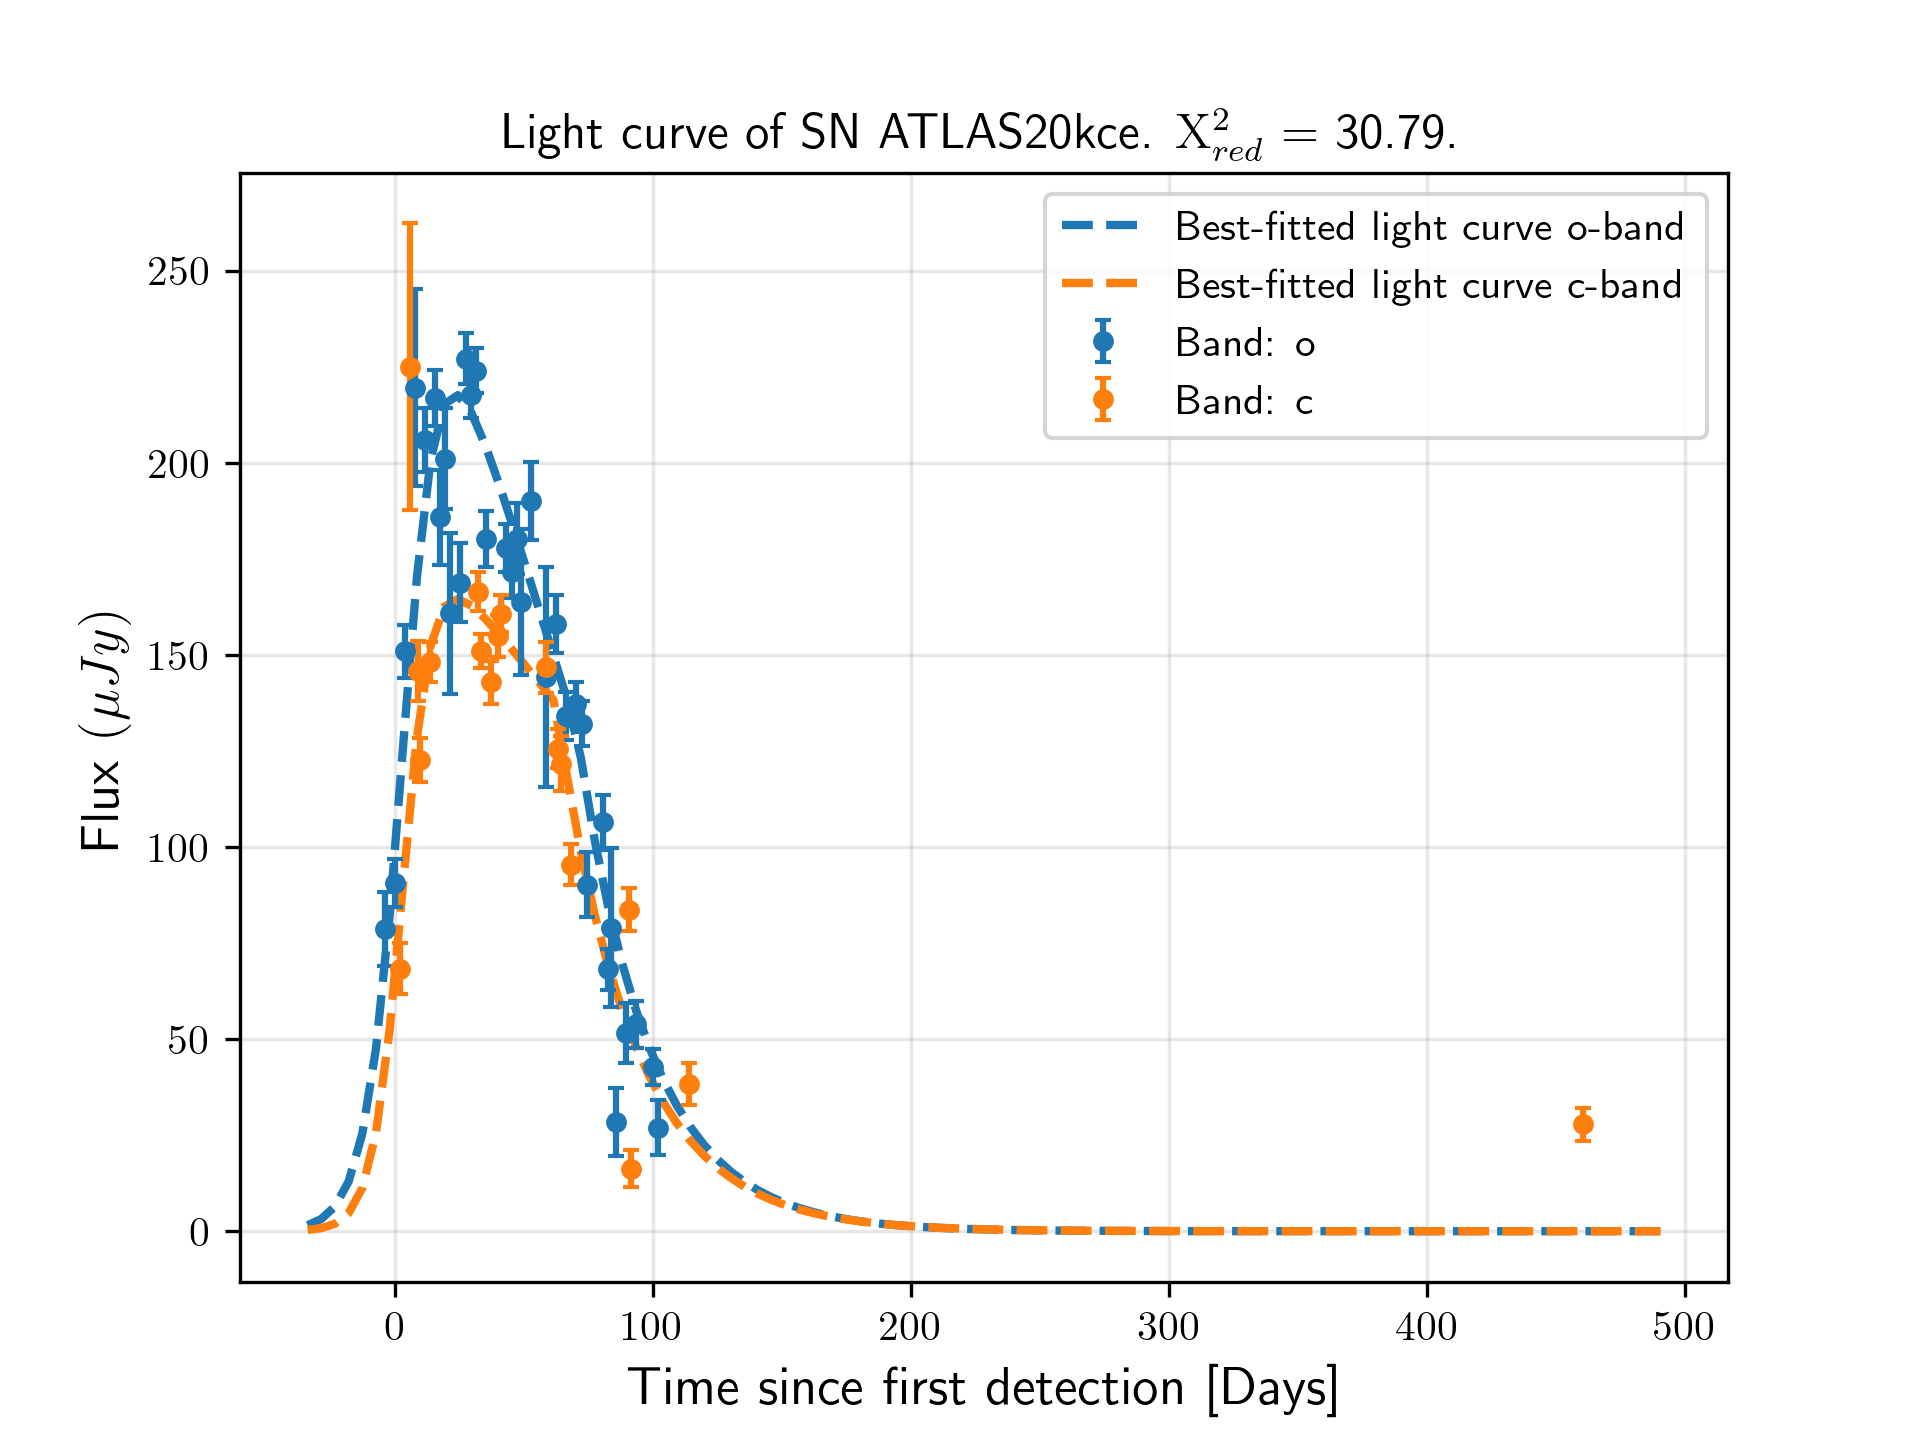 Light curve of SN ATLAS20kce. X²_red = 30.79.
Best-fitted light curve o-band
Best-fitted light curve c-band
Band: o
Band: c
Flux (μJy)
250
200
150
100
50
0
0 100 200 300 400 500
Time since first detection [Days]